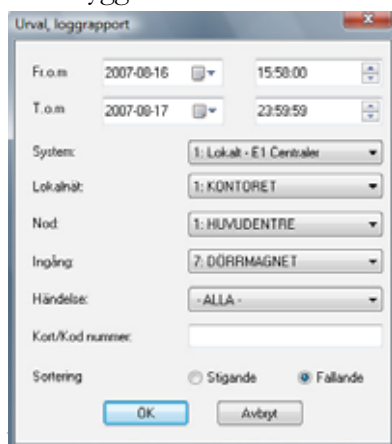 Urval, loggrapport
Fr.o.m 2007-08-16 15:58:00
T.o.m 2007-08-17 23:59:59
System: 1: Lokalt - E1 Centraler
Lokalnät: 1: KONTORET
Nod: 1: HUVUDENTRE
Ingång: 7: DÖRRMAGNET
Händelse: - ALLA -
Kort/Kod nummer:
Sortering Stigande Fallande
OK Avbryt